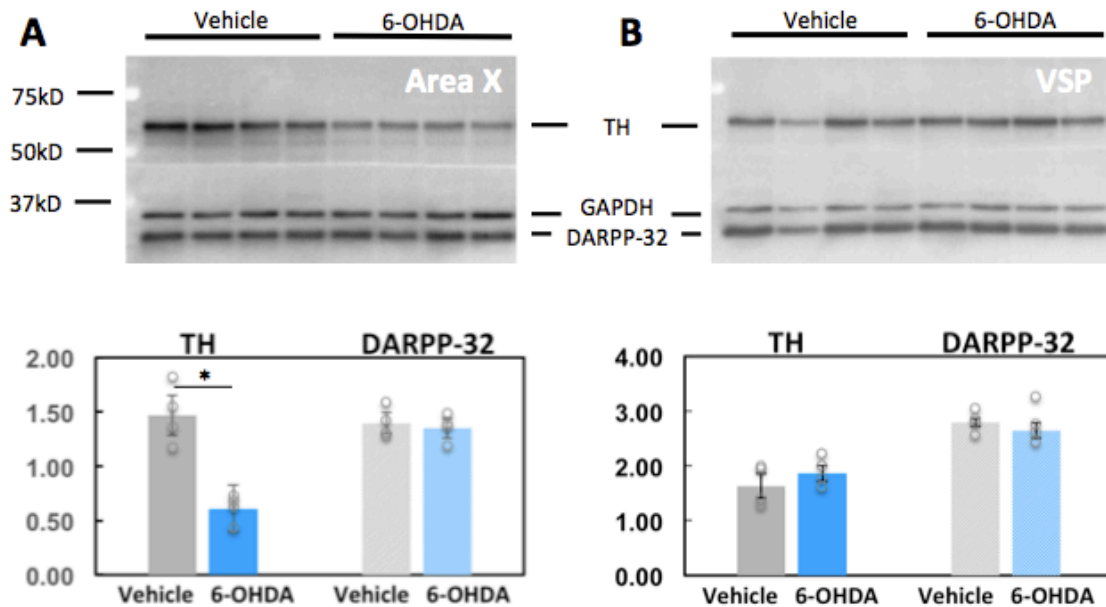 A
Vehicle 6-OHDA
Area X
75kD
50kD
37kD
TH
GAPDH
DARPP-32
B
Vehicle 6-OHDA
VSP
TH DARPP-32
2.00
1.50
1.00
0.50
0.00
*
Vehicle 6-OHDA Vehicle 6-OHDA
TH DARPP-32
4.00
3.00
2.00
1.00
0.00
Vehicle 6-OHDA Vehicle 6-OHDA